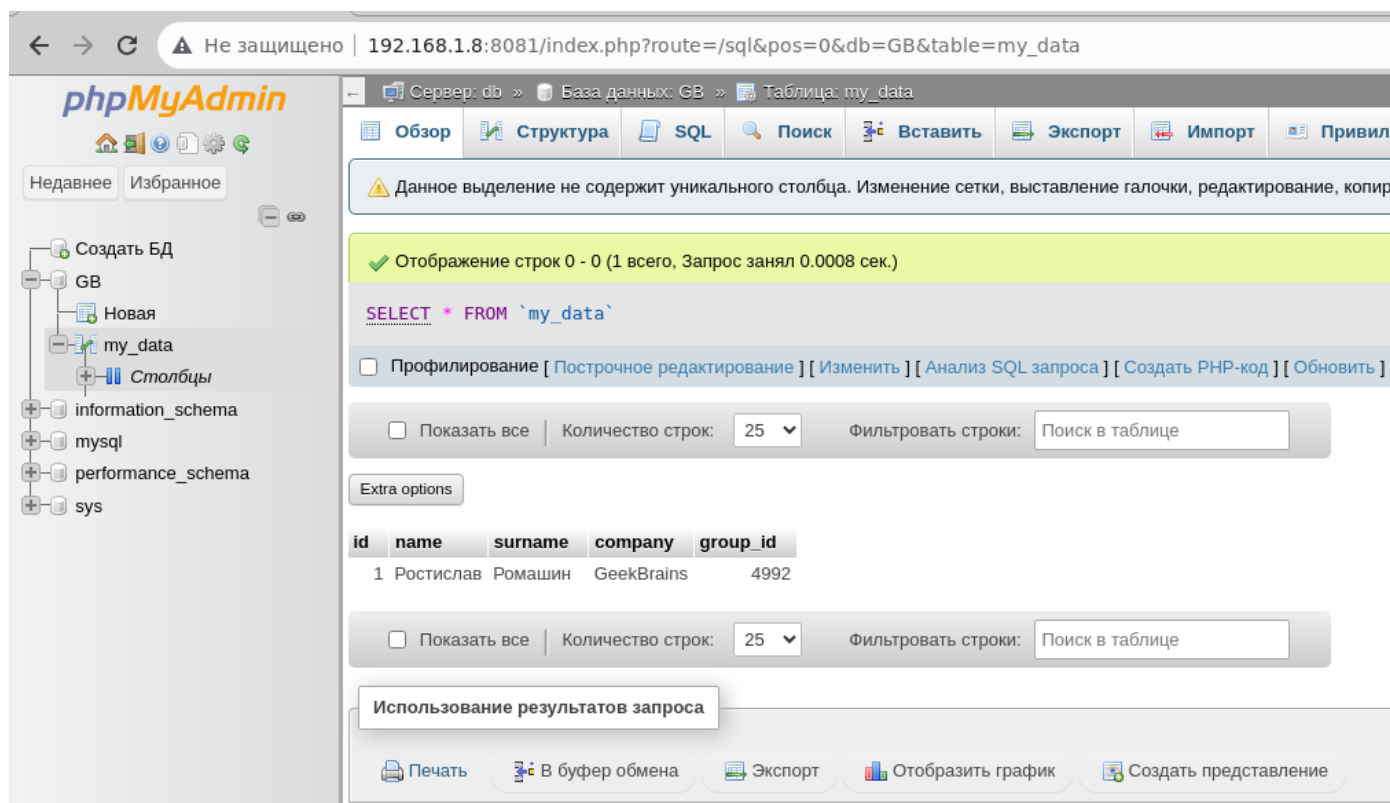 Не защищено 192.168.1.8:8081/index.php?route=/sql&pos=0&db=GB&table=my_data
phpMyAdmin
Недавнее Избранное
Создать БД
GB
Новая
my_data
Столбцы
information_schema
mysql
performance_schema
sys
Сервер: db » База данных: GB » Таблица: my_data
Обзор Структура SQL Поиск Вставить Экспорт Импорт Привил
Данное выделение не содержит уникального столбца. Изменение сетки, выставление галочки, редактирование, копир
Отображение строк 0 - 0 (1 всего, Запрос занял 0.0008 сек.)
SELECT * FROM `my_data`
Профилирование [ Построчное редактирование ] [ Изменить ] [ Анализ SQL запроса ] [ Создать PHP-код ] [ Обновить ]
Показать все Количество строк: 25 Фильтровать строки: Поиск в таблице
Extra options
id name surname company group_id
1 Ростислав Ромашин GeekBrains 4992
Показать все Количество строк: 25 Фильтровать строки: Поиск в таблице
Использование результатов запроса
Печать В буфер обмена Экспорт Отобразить график Создать представление